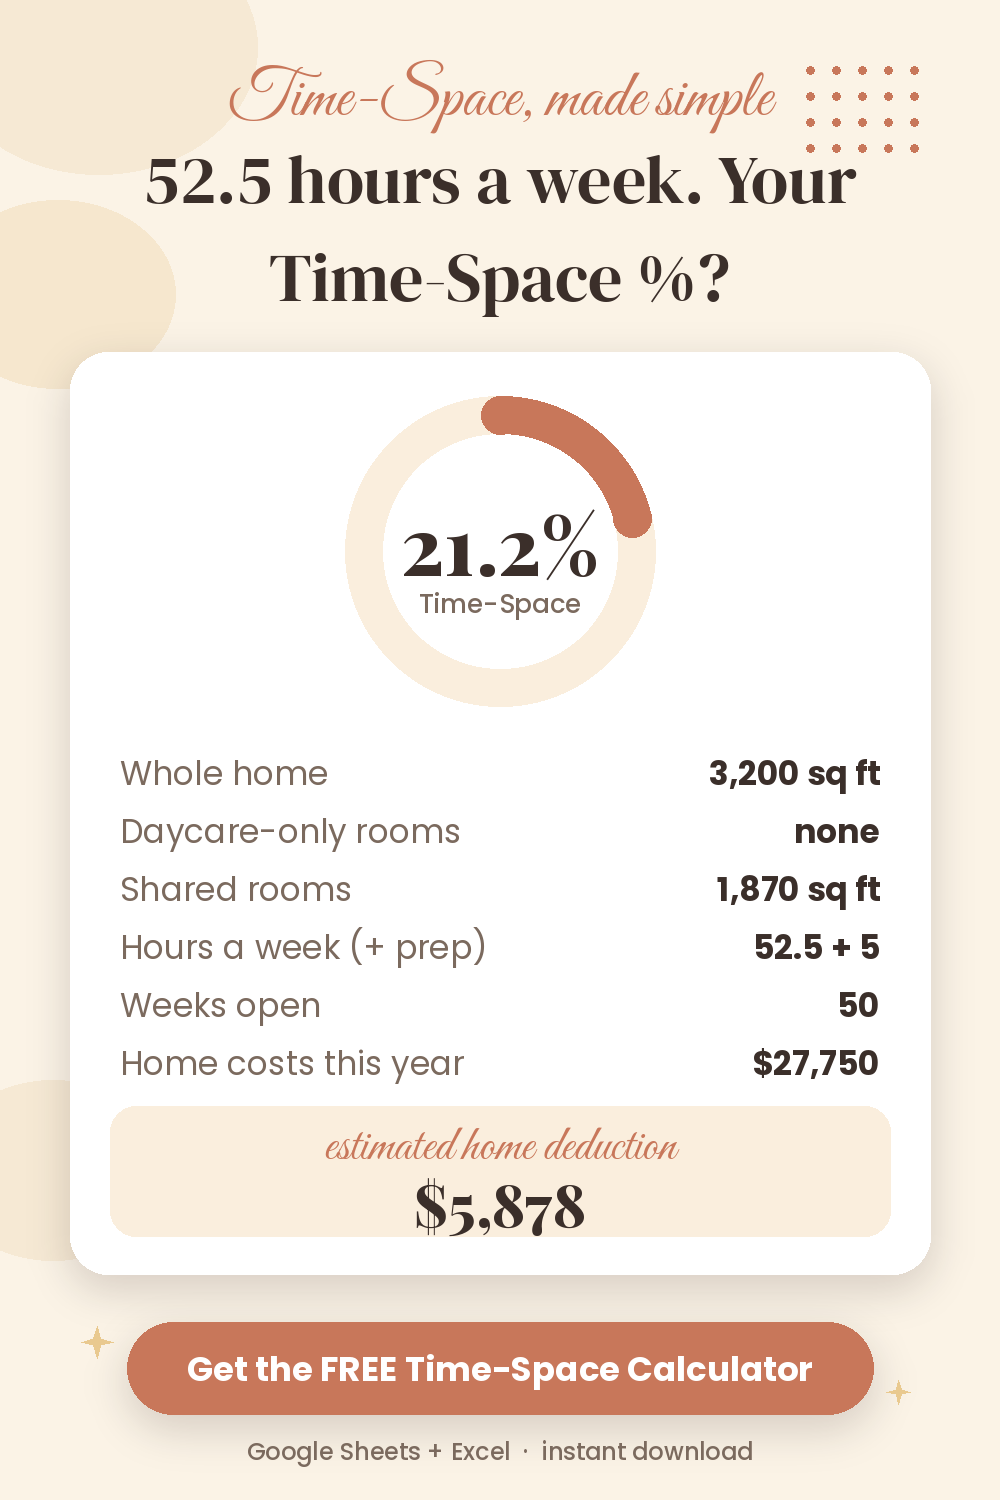 Time-Space, made simple
52.5 hours a week. Your
Time-Space %?
21.2%
Time-Space
Whole home 3,200 sq ft
Daycare-only rooms none
Shared rooms 1,870 sq ft
Hours a week (+ prep) 52.5 + 5
Weeks open 50
Home costs this year $27,750
estimated home deduction
$5,878
Get the FREE Time-Space Calculator
Google Sheets + Excel · instant download